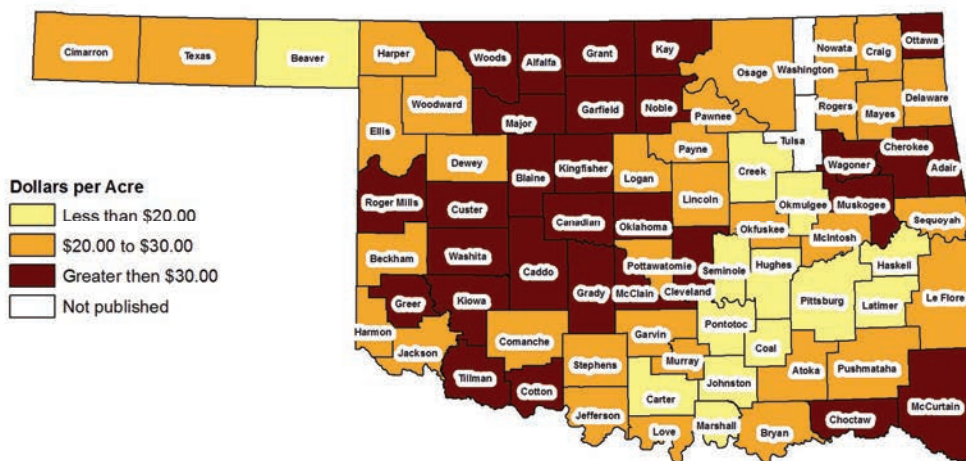 Cimarron
Texas
Beaver
Harper
Woods
Alfalfa
Grant
Kay
Osage
Washington
Nowata
Craig
Ottawa
Woodward
Ellis
Major
Garfield
Noble
Pawnee
Rogers
Mayes
Delaware
Dewey
Blaine
Kingfisher
Logan
Payne
Creek
Tulsa
Wagoner
Cherokee
Adair
Dollars per Acre
Less than $20.00
$20.00 to $30.00
Greater then $30.00
Not published
Roger Mills
Custer
Canadian
Oklahoma
Lincoln
Okmulgee
Muskogee
Sequoyah
Okfuskee
McIntosh
Beckham
Washita
Caddo
Grady
McClain
Cleveland
Pottawatomie
Seminole
Hughes
Haskell
Pittsburg
Latimer
Le Flore
Greer
Kiowa
Harmon
Jackson
Comanche
Stephens
Garvin
Murray
Pontotoc
Coal
Atoka
Pushmataha
Tillman
Cotton
Jefferson
Carter
Johnston
Love
Marshall
Bryan
Choctaw
McCurtain